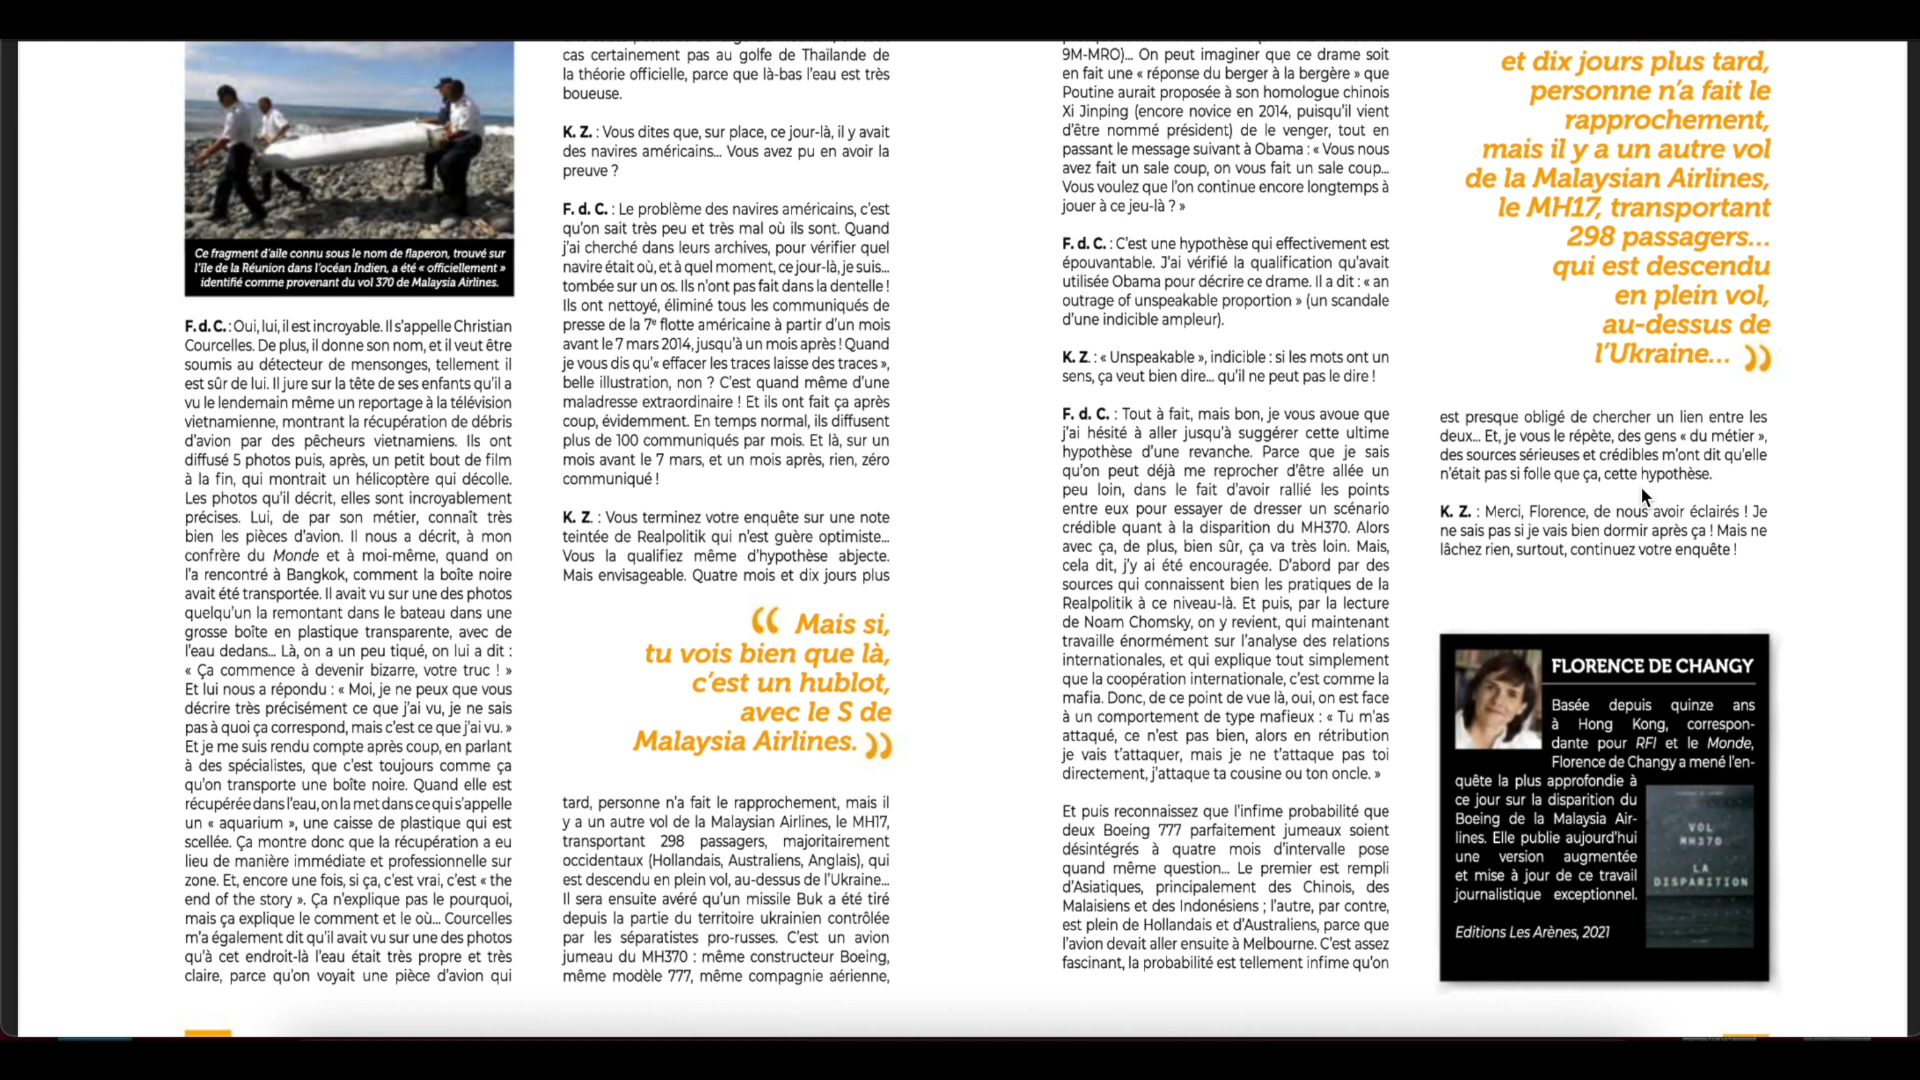 Ce fragment d'aile connu sous le nom de flaperon, trouvé sur
l'île de la Réunion dans l'océan Indien, a été « officiellement »
identifié comme provenant du vol 370 de Malaysia Airlines.
F. d. C. : Oui, lui, il est incroyable. Il s'appelle Christian
Courcelles. De plus, il donne son nom, et il veut être
soumis au détecteur de mensonges, tellement il
est sûr de lui. Il jure sur la tête de ses enfants qu'il a
vu le lendemain même un reportage à la télévision
vietnamienne, montrant la récupération de débris
d'avion par des pêcheurs vietnamiens. Ils ont
diffusé 5 photos puis, après, un petit bout de film
à la fin, qui montrait un hélicoptère qui décolle.
Les photos qu'il décrit, elles sont incroyablement
précises. Lui, de par son métier, connaît très
bien les pièces d'avion. Il nous a décrit, à mon
confrère du Monde et à moi-même, quand on
l'a rencontré à Bangkok, comment la boîte noire
avait été transportée. Il avait vu sur une des photos
quelqu'un la remontant dans le bateau dans une
grosse boîte en plastique transparente, avec de
l'eau dedans... Là, on a un peu tiqué, on lui a dit :
« Ça commence à devenir bizarre, votre truc ! »
Et lui nous a répondu : « Moi, je ne peux que vous
décrire très précisément ce que j'ai vu, je ne sais
pas à quoi ça correspond, mais c'est ce que j'ai vu. »
Et je me suis rendu compte après coup, en parlant
à des spécialistes, que c'est toujours comme ça
qu'on transporte une boîte noire. Quand elle est
récupérée dans l'eau, on la met dans ce qui s'appelle
un « aquarium », une caisse de plastique qui est
scellée. Ça montre donc que la récupération a eu
lieu de manière immédiate et professionnelle sur
zone. Et, encore une fois, si ça, c'est vrai, c'est « the
end of the story ». Ça n'explique pas le pourquoi,
mais ça explique le comment et le où... Courcelles
m'a également dit qu'il avait vu sur une des photos
qu'à cet endroit-là l'eau était très propre et très
claire, parce qu'on voyait une pièce d'avion qui
cas certainement pas au golfe de Thaïlande de
la théorie officielle, parce que là-bas l'eau est très
boueuse.
K. Z. : Vous dites que, sur place, ce jour-là, il y avait
des navires américains... Vous avez pu en avoir la
preuve ?
F. d. C. : Le problème des navires américains, c'est
qu'on sait très peu et très mal où ils sont. Quand
j'ai cherché dans leurs archives, pour vérifier quel
navire était où, et à quel moment, ce jour-là, je suis...
tombée sur un os. Ils n'ont pas fait dans la dentelle !
Ils ont nettoyé, éliminé tous les communiqués de
presse de la 7e flotte américaine à partir d'un mois
avant le 7 mars 2014, jusqu'à un mois après ! Quand
je vous dis qu'« effacer les traces laisse des traces »,
belle illustration, non ? C'est quand même d'une
maladresse extraordinaire ! Et ils ont fait ça après
coup, évidemment. En temps normal, ils diffusent
plus de 100 communiqués par mois. Et là, sur un
mois avant le 7 mars, et un mois après, rien, zéro
communiqué !
K. Z. : Vous terminez votre enquête sur une note
teintée de Realpolitik qui n'est guère optimiste...
Vous la qualifiez même d'hypothèse abjecte.
Mais envisageable. Quatre mois et dix jours plus
“ Mais si,
tu vois bien que là,
c'est un hublot,
avec le S de
Malaysia Airlines. ”
tard, personne n'a fait le rapprochement, mais il
y a un autre vol de la Malaysian Airlines, le MH17,
transportant 298 passagers, majoritairement
occidentaux (Hollandais, Australiens, Anglais), qui
est descendu en plein vol, au-dessus de l'Ukraine...
Il sera ensuite avéré qu'un missile Buk a été tiré
depuis la partie du territoire ukrainien contrôlée
par les séparatistes pro-russes. C'est un avion
jumeau du MH370 : même constructeur Boeing,
même modèle 777, même compagnie aérienne,
9M-MRO)... On peut imaginer que ce drame soit
en fait une « réponse du berger à la bergère » que
Poutine aurait proposée à son homologue chinois
Xi Jinping (encore novice en 2014, puisqu'il vient
d'être nommé président) de le venger, tout en
passant le message suivant à Obama : « Vous nous
avez fait un sale coup, on vous fait un sale coup...
Vous voulez que l'on continue encore longtemps à
jouer à ce jeu-là ? »
F. d. C. : C'est une hypothèse qui effectivement est
épouvantable. J'ai vérifié la qualification qu'avait
utilisée Obama pour décrire ce drame. Il a dit : « an
outrage of unspeakable proportion » (un scandale
d'une indicible ampleur).
K. Z. : « Unspeakable », indicible : si les mots ont un
sens, ça veut bien dire... qu'il ne peut pas le dire !
F. d. C. : Tout à fait, mais bon, je vous avoue que
j'ai hésité à aller jusqu'à suggérer cette ultime
hypothèse d'une revanche. Parce que je sais
qu'on peut déjà me reprocher d'être allée un
peu loin, dans le fait d'avoir rallié les points
entre eux pour essayer de dresser un scénario
crédible quant à la disparition du MH370. Alors
avec ça, de plus, bien sûr, ça va très loin. Mais,
cela dit, j'y ai été encouragée. D'abord par des
sources qui connaissent bien les pratiques de la
Realpolitik à ce niveau-là. Et puis, par la lecture
de Noam Chomsky, on y revient, qui maintenant
travaille énormément sur l'analyse des relations
internationales, et qui explique tout simplement
que la coopération internationale, c'est comme la
mafia. Donc, de ce point de vue là, oui, on est face
à un comportement de type mafieux : « Tu m'as
attaqué, ce n'est pas bien, alors en rétribution
je vais t'attaquer, mais je ne t'attaque pas toi
directement, j'attaque ta cousine ou ton oncle. »
Et puis reconnaissez que l'infime probabilité que
deux Boeing 777 parfaitement jumeaux soient
désintégrés à quatre mois d'intervalle pose
quand même question... Le premier est rempli
d'Asiatiques, principalement des Chinois, des
Malaisiens et des Indonésiens ; l'autre, par contre,
est plein de Hollandais et d'Australiens, parce que
l'avion devait aller ensuite à Melbourne. C'est assez
fascinant, la probabilité est tellement infime qu'on
et dix jours plus tard,
personne n'a fait le
rapprochement,
mais il y a un autre vol
de la Malaysian Airlines,
le MH17, transportant
298 passagers...
qui est descendu
en plein vol,
au-dessus de
l'Ukraine... ”
est presque obligé de chercher un lien entre les
deux... Et, je vous le répète, des gens « du métier »,
des sources sérieuses et crédibles m'ont dit qu'elle
n'était pas si folle que ça, cette hypothèse.
K. Z. : Merci, Florence, de nous avoir éclairés ! Je
ne sais pas si je vais bien dormir après ça ! Mais ne
lâchez rien, surtout, continuez votre enquête !
FLORENCE DE CHANGY
Basée depuis quinze ans
à Hong Kong, correspon-
dante pour RFI et le Monde,
Florence de Changy a mené l'en-
quête la plus approfondie à
ce jour sur la disparition du
Boeing de la Malaysia Air-
lines. Elle publie aujourd'hui
une version augmentée
et mise à jour de ce travail
journalistique exceptionnel.
Editions Les Arènes, 2021
VOL
MH370
LA
DISPARITION